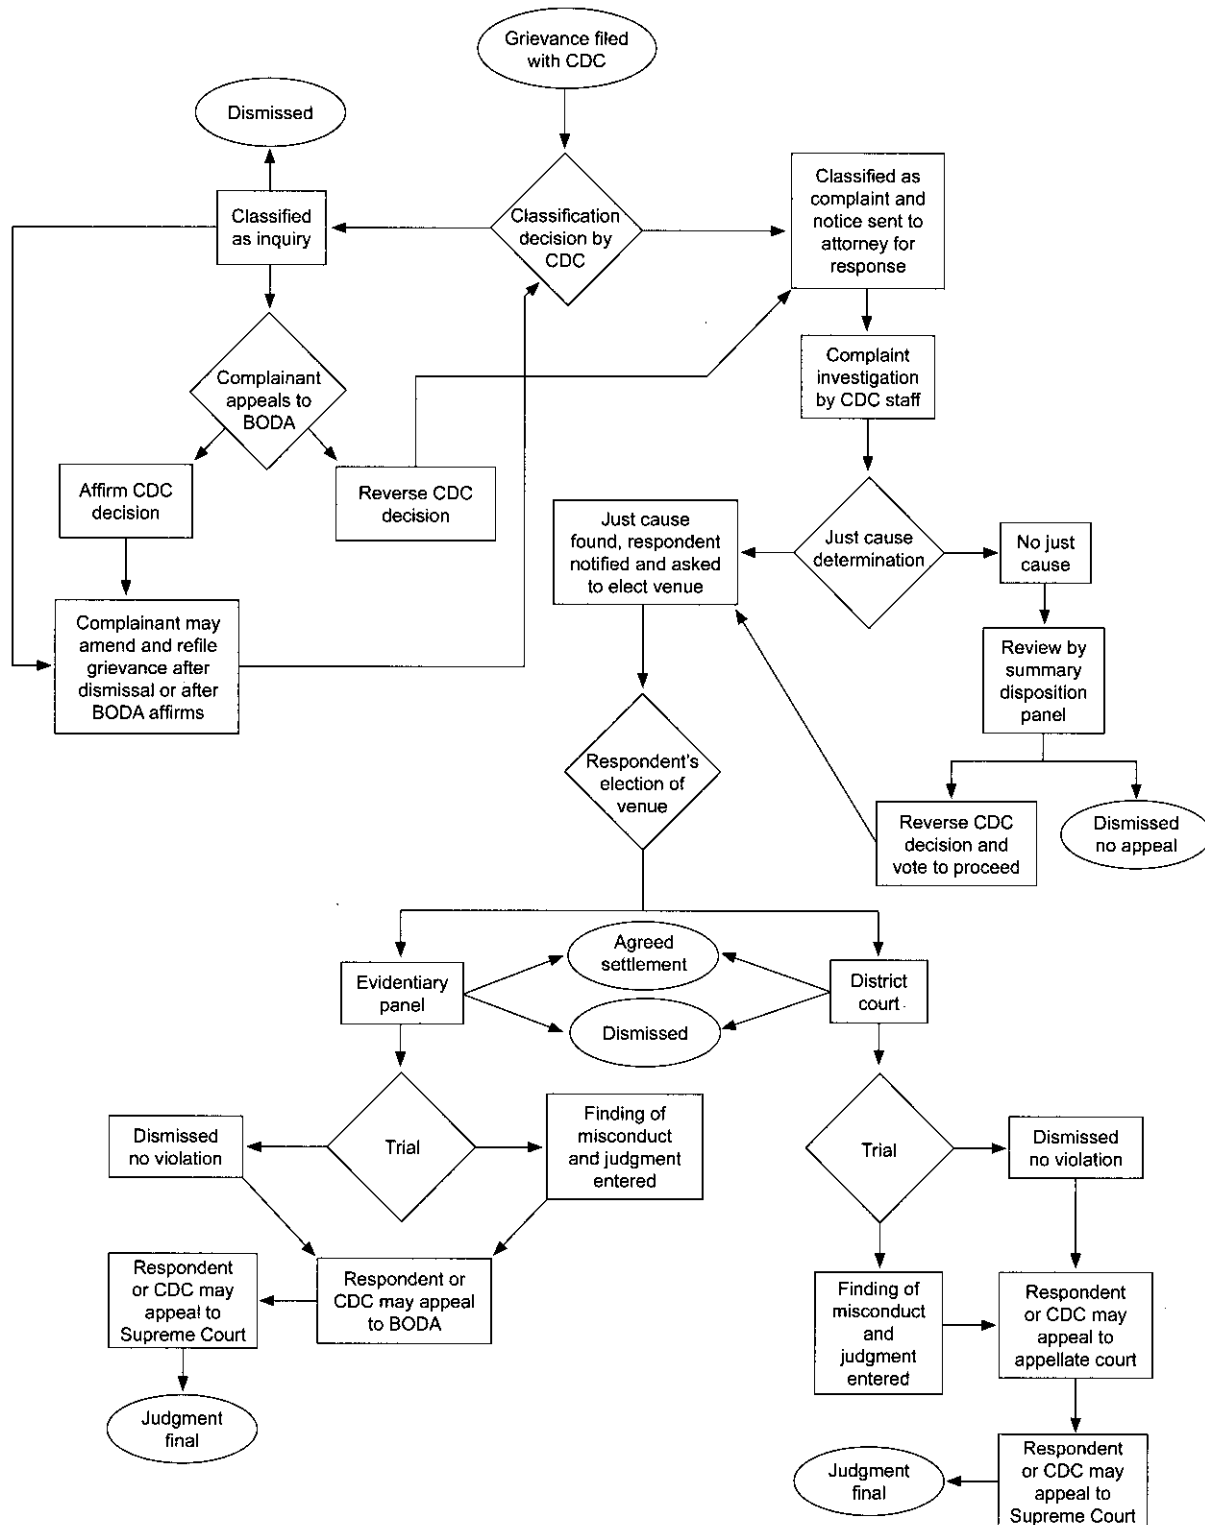 Grievance filed
with CDC
Dismissed
Classified
as inquiry
Classification
decision by
CDC
Classified as
complaint and
notice sent to
attorney for
response
Complainant
appeals to
BODA
Complaint
investigation
by CDC staff
Affirm CDC
decision
Reverse CDC
decision
Just cause
found, respondent
notified and asked
to elect venue
Just cause
determination
No just
cause
Complainant may
amend and refile
grievance after
dismissal or after
BODA affirms
Review by
summary
disposition
panel
Respondent's
election of
venue
Reverse CDC
decision and
vote to proceed
Dismissed
no appeal
Agreed
settlement
Evidentiary
panel
District
court
Dismissed
Dismissed
no violation
Trial
Finding of
misconduct
and judgment
entered
Trial
Dismissed
no violation
Respondent
or CDC may
appeal to
Supreme Court
Respondent or
CDC may appeal
to BODA
Finding of
misconduct
and
judgment
entered
Respondent
or CDC may
appeal to
appellate court
Judgment
final
Judgment
final
Respondent
or CDC may
appeal to
Supreme Court